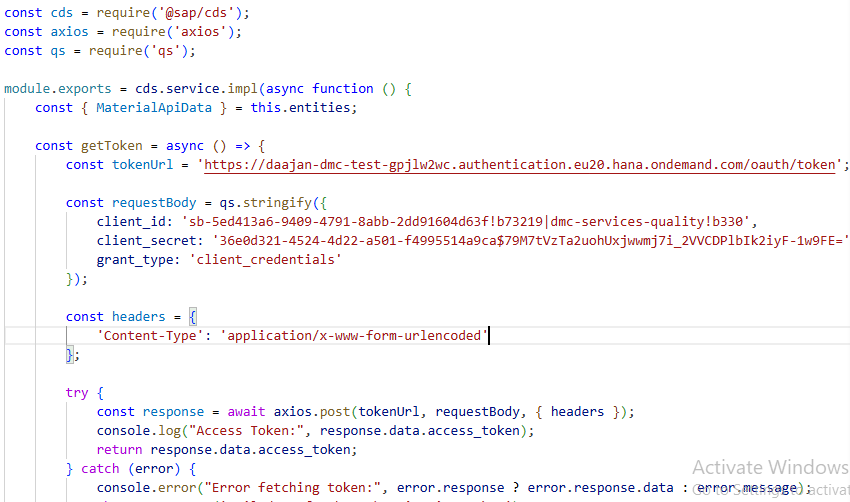 const cds = require('@sap/cds');
const axios = require('axios');
const qs = require('qs');
module.exports = cds.service.impl(async function () {
const { MaterialApiData } = this.entities;
const getToken = async () => {
const tokenUrl = 'https://daajan-dmc-test-gpjlw2wc.authentication.eu20.hana.ondemand.com/oauth/token';
const requestBody = qs.stringify({
client_id: 'sb-5ed413a6-9409-4791-8abb-2dd91604d63f!b73219|dmc-services-quality!b330',
client_secret: '36e0d321-4524-4d22-a501-f4995514a9ca$79M7tVzTa2uohUxjwwmj7i_2VVCDPlbIk2iyF-1w9FE='
grant_type: 'client_credentials'
});
const headers = {
'Content-Type': 'application/x-www-form-urlencoded'
};
try {
const response = await axios.post(tokenUrl, requestBody, { headers });
console.log("Access Token:", response.data.access_token);
return response.data.access_token;
} catch (error) {
console.error("Error fetching token:", error.response ? error.response.data : error.message);
Activate Windows
Go to Settings to activat